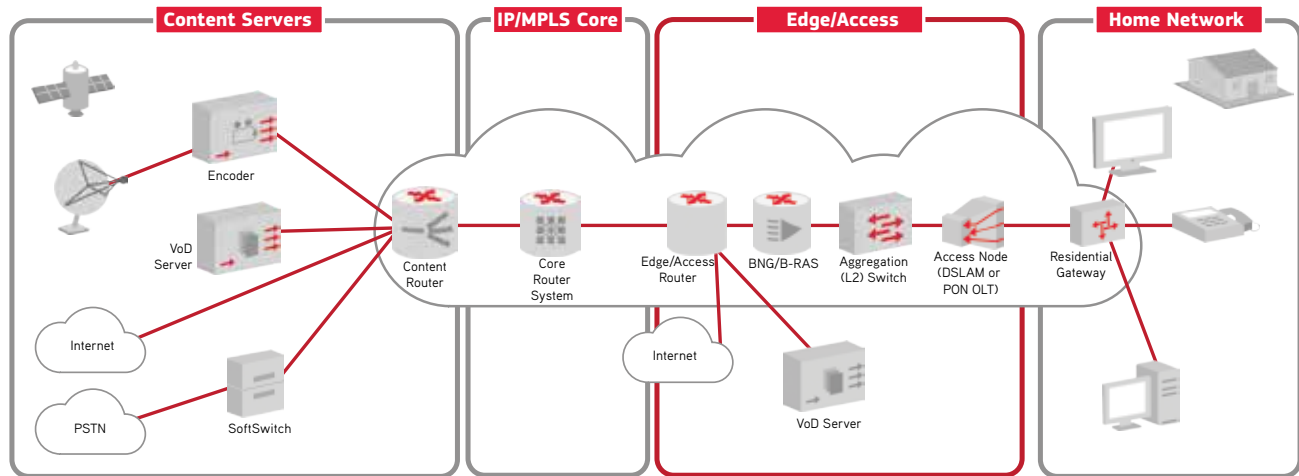 Content Servers
IP/MPLS Core
Edge/Access
Home Network
Encoder
VoD
Server
Internet
PSTN
SoftSwitch
Content
Router
Core
Router
System
Edge/Access
Router
BNG/B-RAS
Aggregation
(L2) Switch
Access Node
(DSLAM or
PON OLT)
Residential
Gateway
Internet
VoD Server